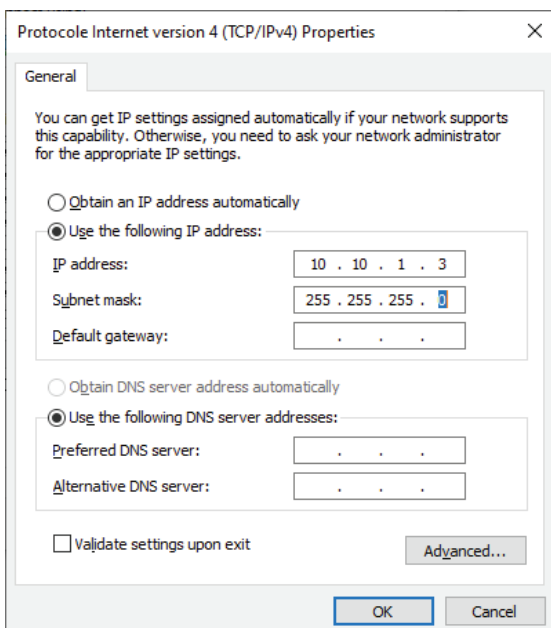 Protocole Internet version 4 (TCP/IPv4) Properties
General
You can get IP settings assigned automatically if your network supports
this capability. Otherwise, you need to ask your network administrator
for the appropriate IP settings.
Obtain an IP address automatically
Use the following IP address:
IP address: 10 . 10 . 1 . 3
Subnet mask: 255 . 255 . 255 . 0
Default gateway: . . .
Obtain DNS server address automatically
Use the following DNS server addresses:
Preferred DNS server: . . .
Alternative DNS server: . . .
Validate settings upon exit
Advanced...
OK Cancel